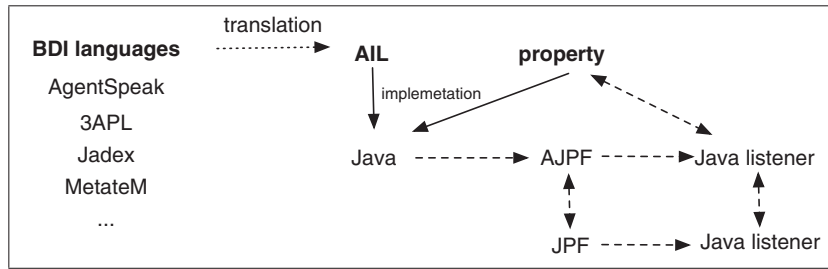 translation
BDI languages
AIL
property
AgentSpeak
implemetation
3APL
Jadex
Java
AJPF
Java listener
MetateM
...
JPF
Java listener